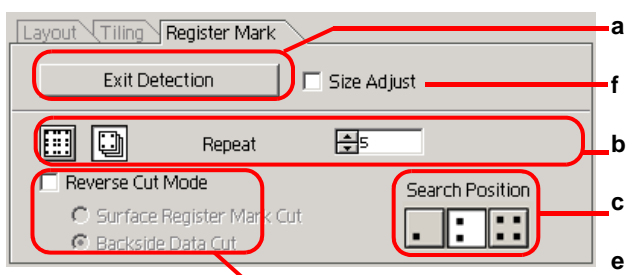 Layout Tiling Register Mark
a
Exit Detection Size Adjust
f
b
Repeat 5
Reverse Cut Mode
Search Position
c
Surface Register Mark Cut
Backside Data Cut
e